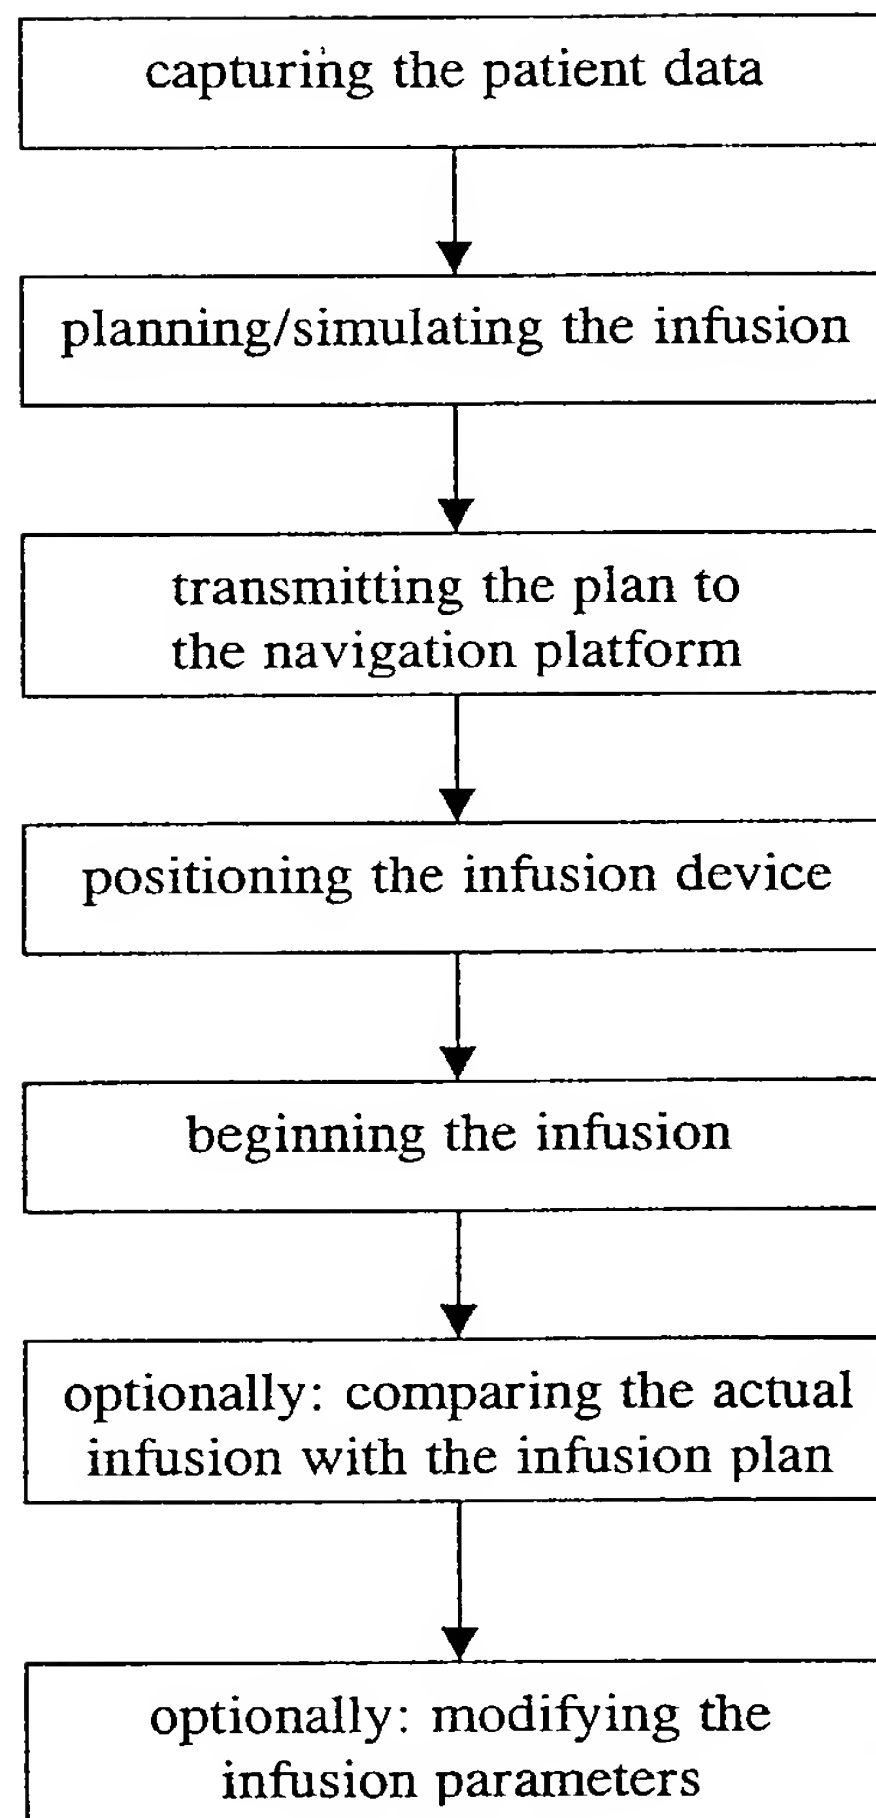 capturing the patient data
planning/simulating the infusion
transmitting the plan to
the navigation platform
positioning the infusion device
beginning the infusion
optionally: comparing the actual
infusion with the infusion plan
optionally: modifying the
infusion parameters